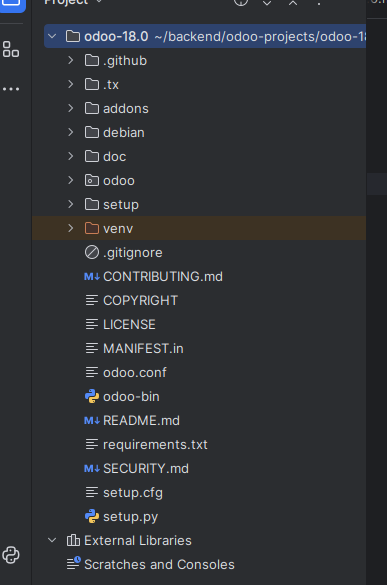 Project
odoo-18.0 ~/backend/odoo-projects/odoo-18
.github
.tx
addons
debian
doc
odoo
setup
venv
.gitignore
M↓ CONTRIBUTING.md
COPYRIGHT
LICENSE
MANIFEST.in
odoo.conf
odoo-bin
M↓ README.md
requirements.txt
M↓ SECURITY.md
setup.cfg
setup.py
External Libraries
Scratches and Consoles